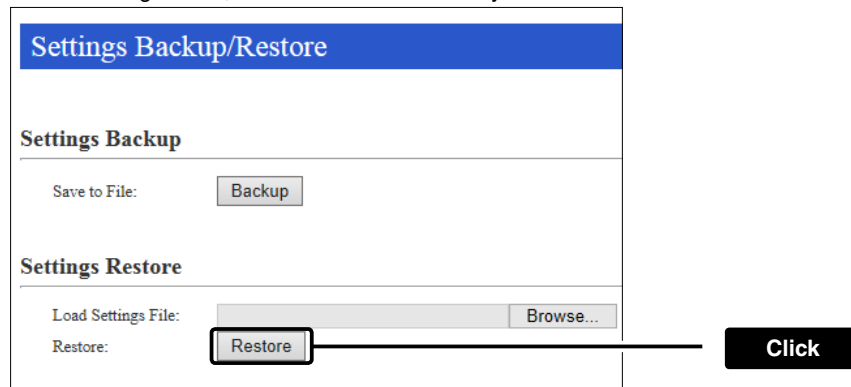 Settings Backup/Restore
Settings Backup
Save to File: Backup
Settings Restore
Load Settings File: Browse...
Restore: Restore
Click